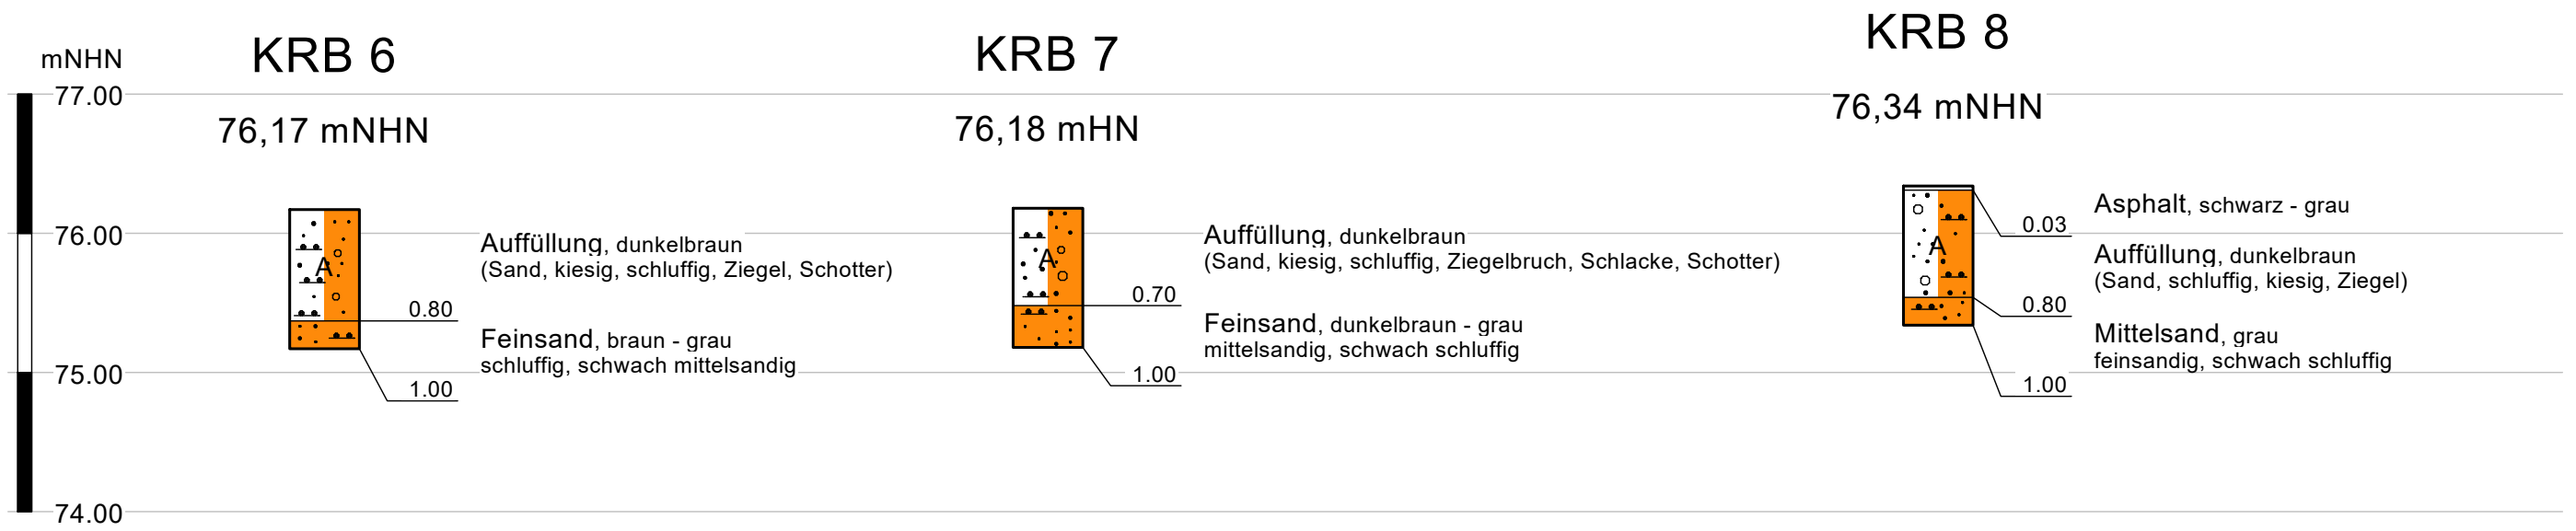 mNHN
77.00
76.00
75.00
74.00
KRB 6
76,17 mNHN
A
Auffüllung, dunkelbraun
(Sand, kiesig, schluffig, Ziegel, Schotter)
0.80
Feinsand, braun - grau
schluffig, schwach mittelsandig
1.00
KRB 7
76,18 mHN
A
Auffüllung, dunkelbraun
(Sand, kiesig, schluffig, Ziegelbruch, Schlacke, Schotter)
0.70
Feinsand, dunkelbraun - grau
mittelsandig, schwach schluffig
1.00
KRB 8
76,34 mNHN
A
Asphalt, schwarz - grau
0.03
Auffüllung, dunkelbraun
(Sand, schluffig, kiesig, Ziegel)
0.80
Mittelsand, grau
feinsandig, schwach schluffig
1.00